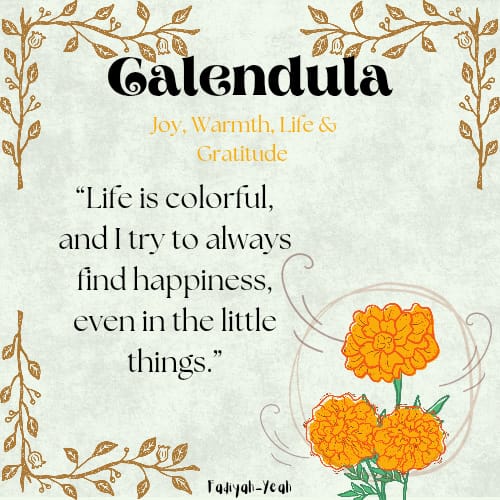 Calendula
Joy, Warmth, Life &
Gratitude
“Life is colorful,
and I try to always
find happiness,
even in the little
things.”
Fadiyah-Yeah